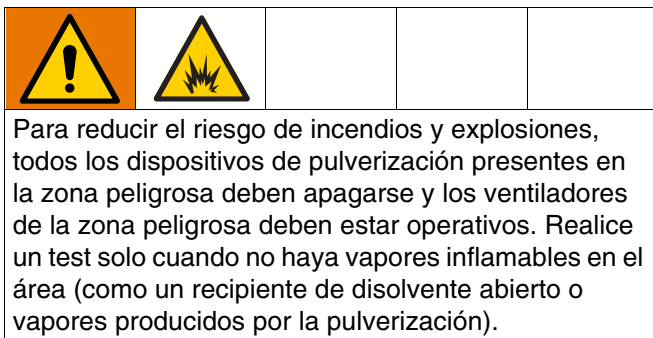 Para reducir el riesgo de incendios y explosiones,
todos los dispositivos de pulverización presentes en
la zona peligrosa deben apagarse y los ventiladores
de la zona peligrosa deben estar operativos. Realice
un test solo cuando no haya vapores inflamables en el
área (como un recipiente de disolvente abierto o
vapores producidos por la pulverización).